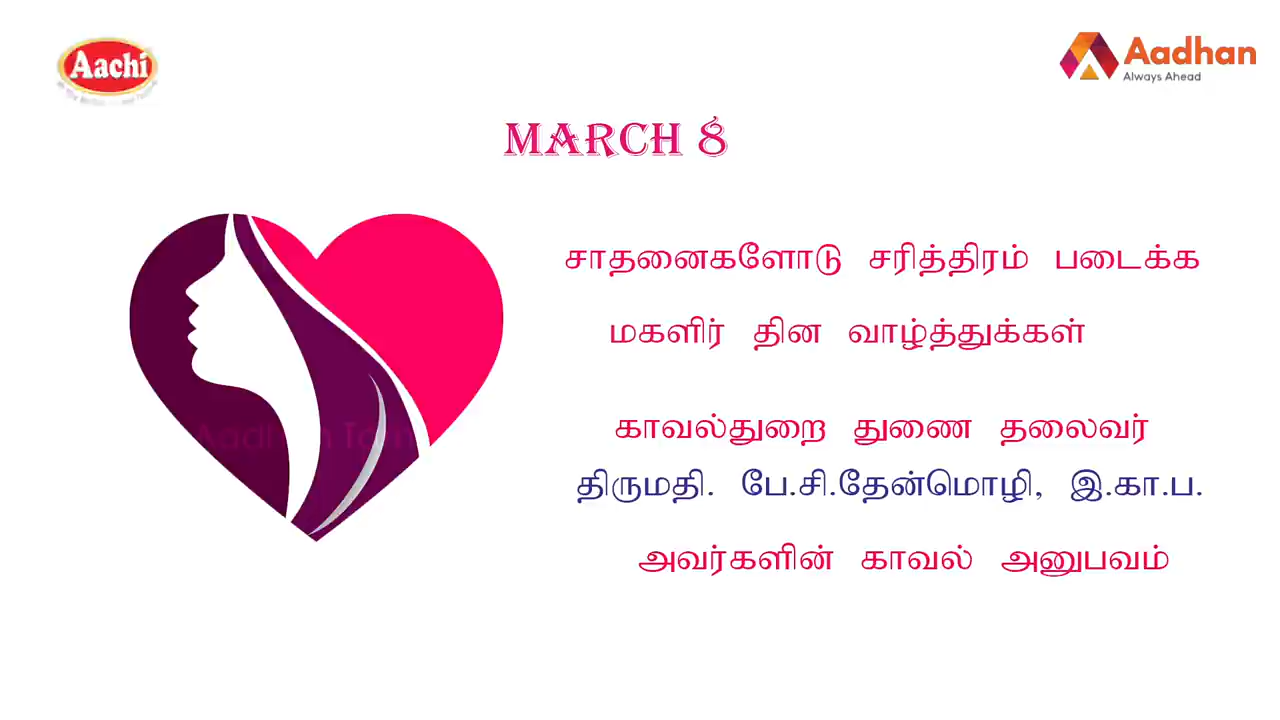 Aachi
Aadhan
Always Ahead
MARCH 8
சாதனைகளோடு சரித்திரம் படைக்க
மகளிர் தின வாழ்த்துக்கள்
காவல்துறை துணை தலைவர்
திருமதி. பே.சி.தேன்மொழி, இ.கா.ப.
அவர்களின் காவல் அனுபவம்